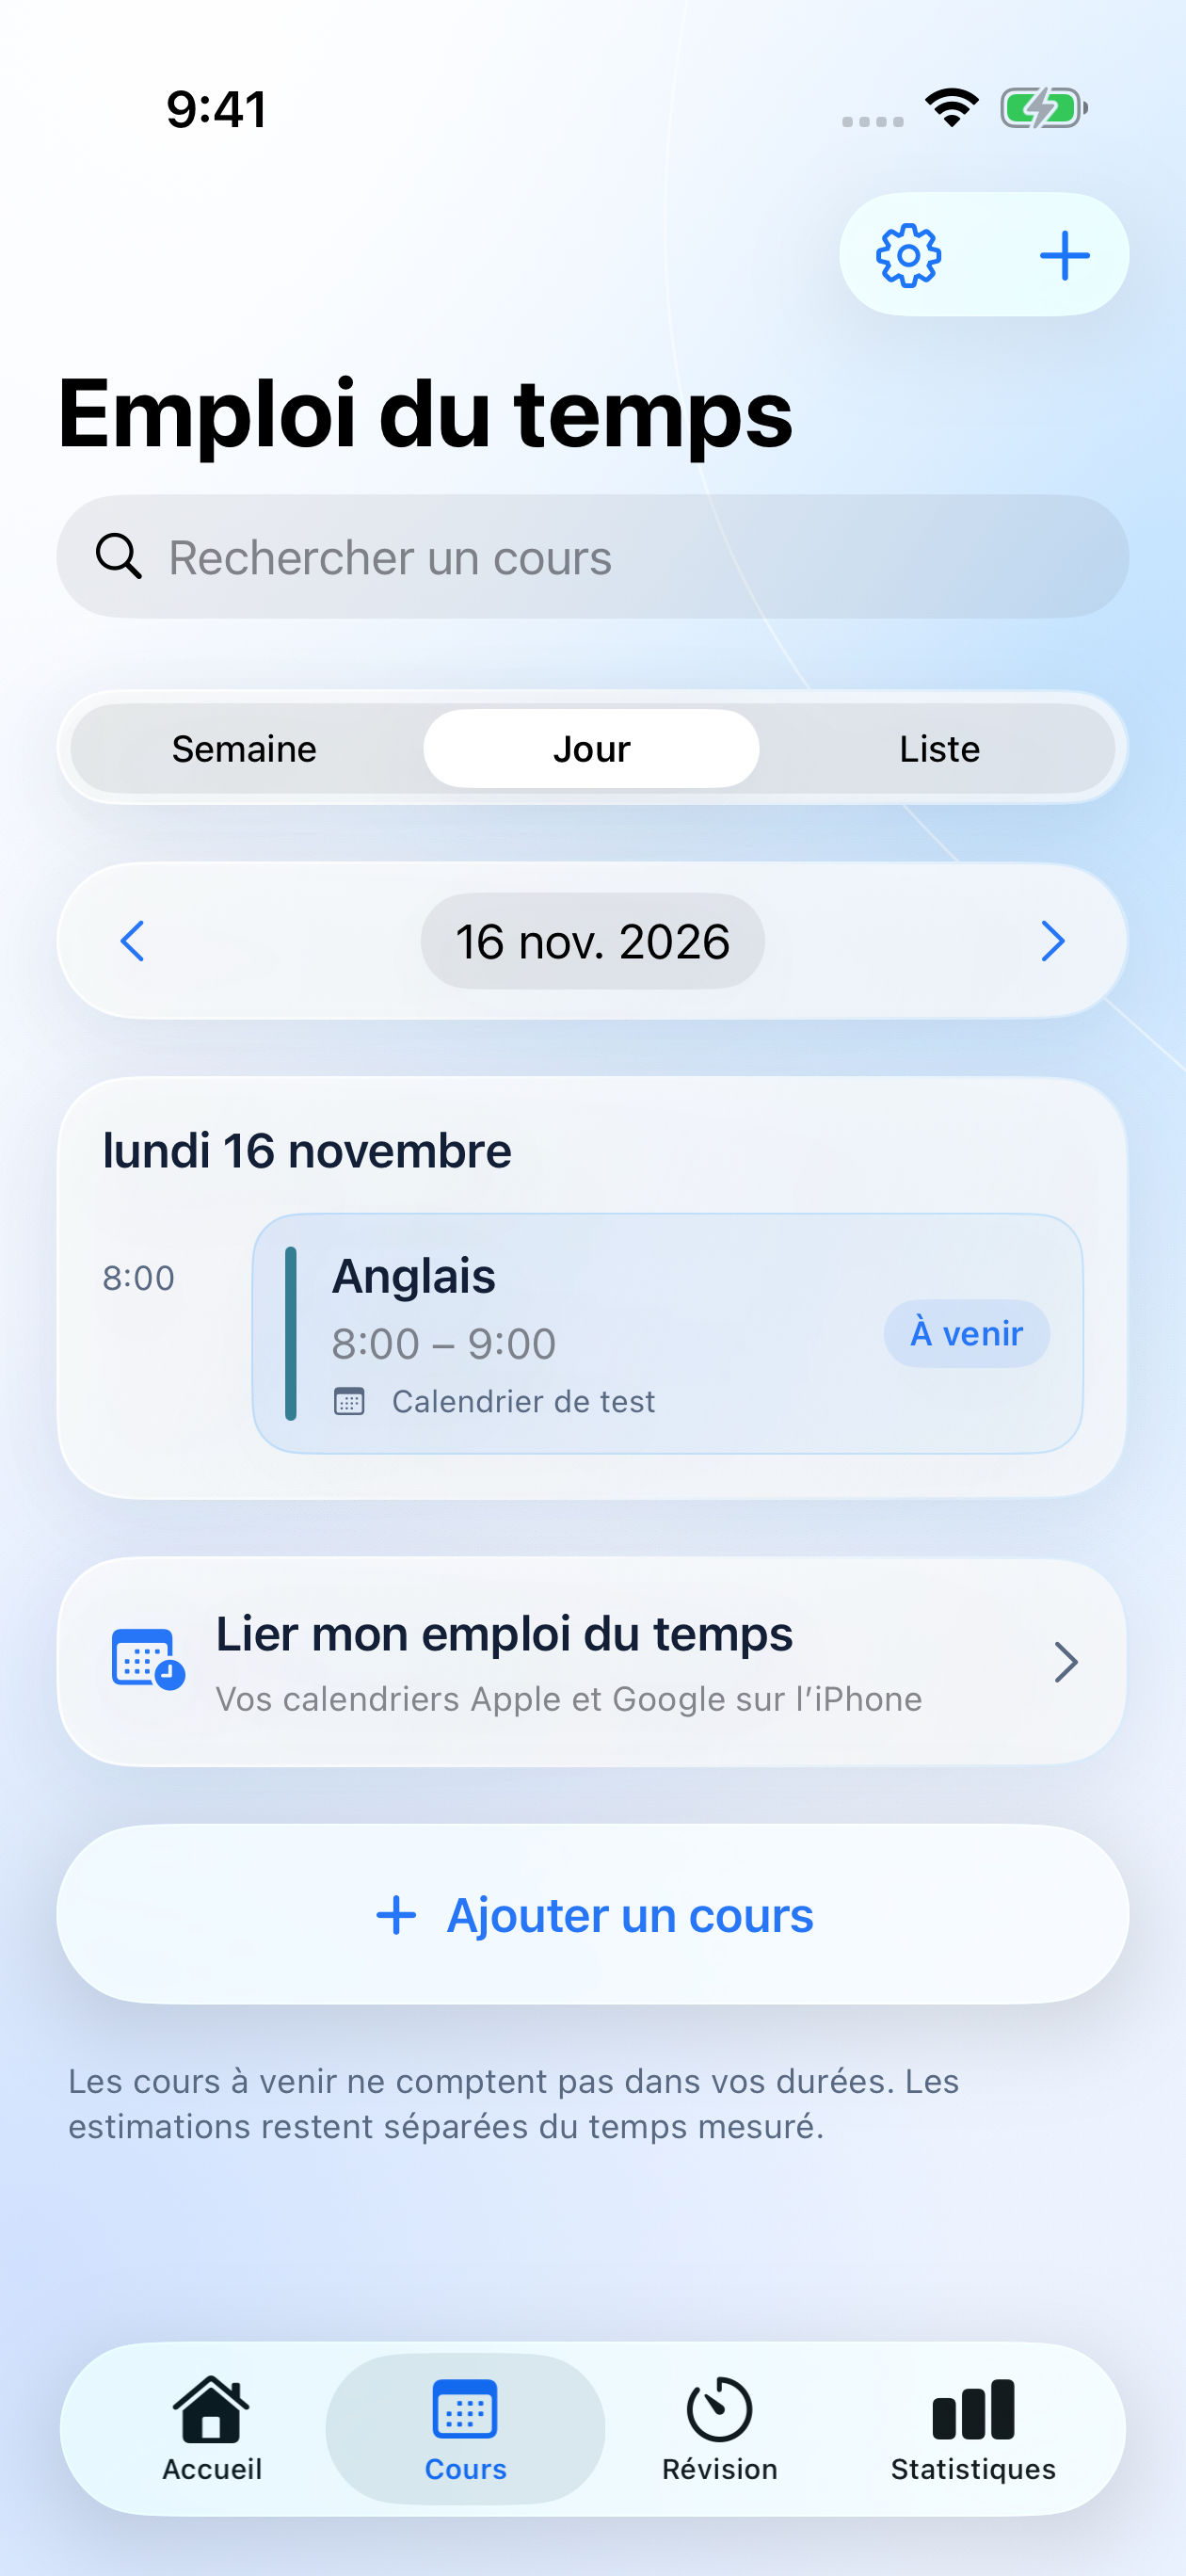 9:41
Emploi du temps
Rechercher un cours
Semaine
Jour
Liste
16 nov. 2026
lundi 16 novembre
8:00
Anglais
8:00 – 9:00
À venir
Calendrier de test
Lier mon emploi du temps
Vos calendriers Apple et Google sur l’iPhone
Ajouter un cours
Les cours à venir ne comptent pas dans vos durées. Les
estimations restent séparées du temps mesuré.
Accueil
Cours
Révision
Statistiques